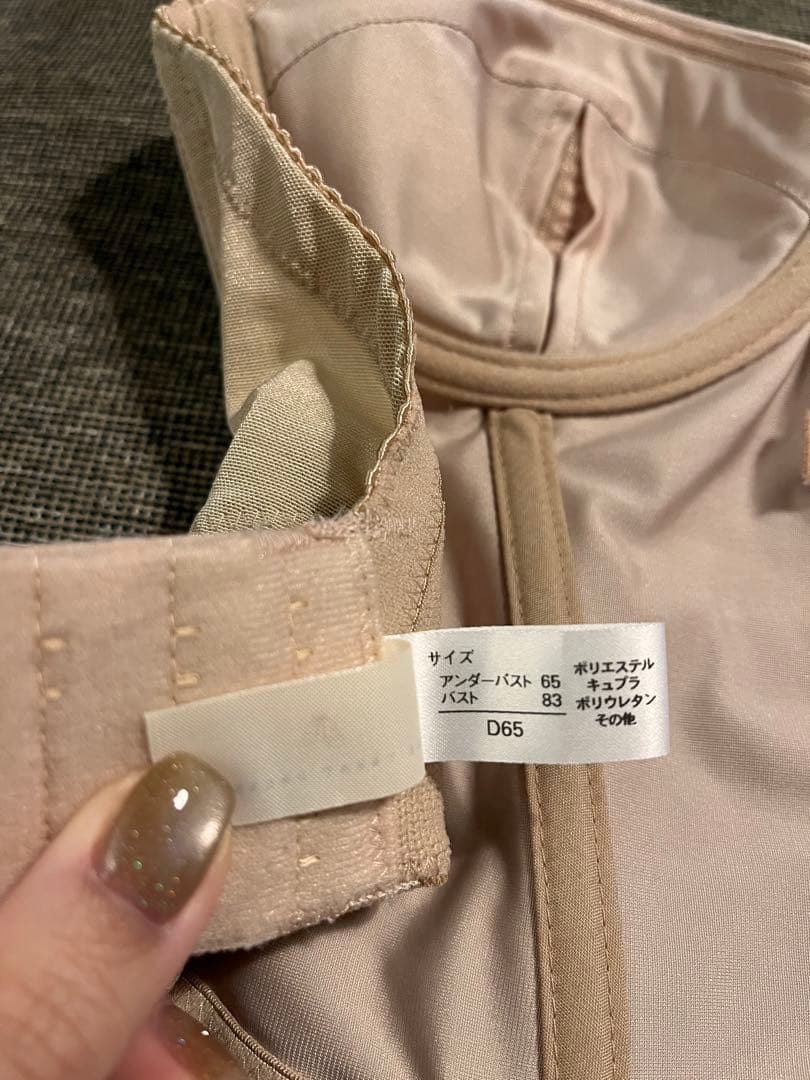 サイズ
アンダーバスト 65
バスト 83
D65
ポリエステル
キュプラ
ポリウレタン
その他